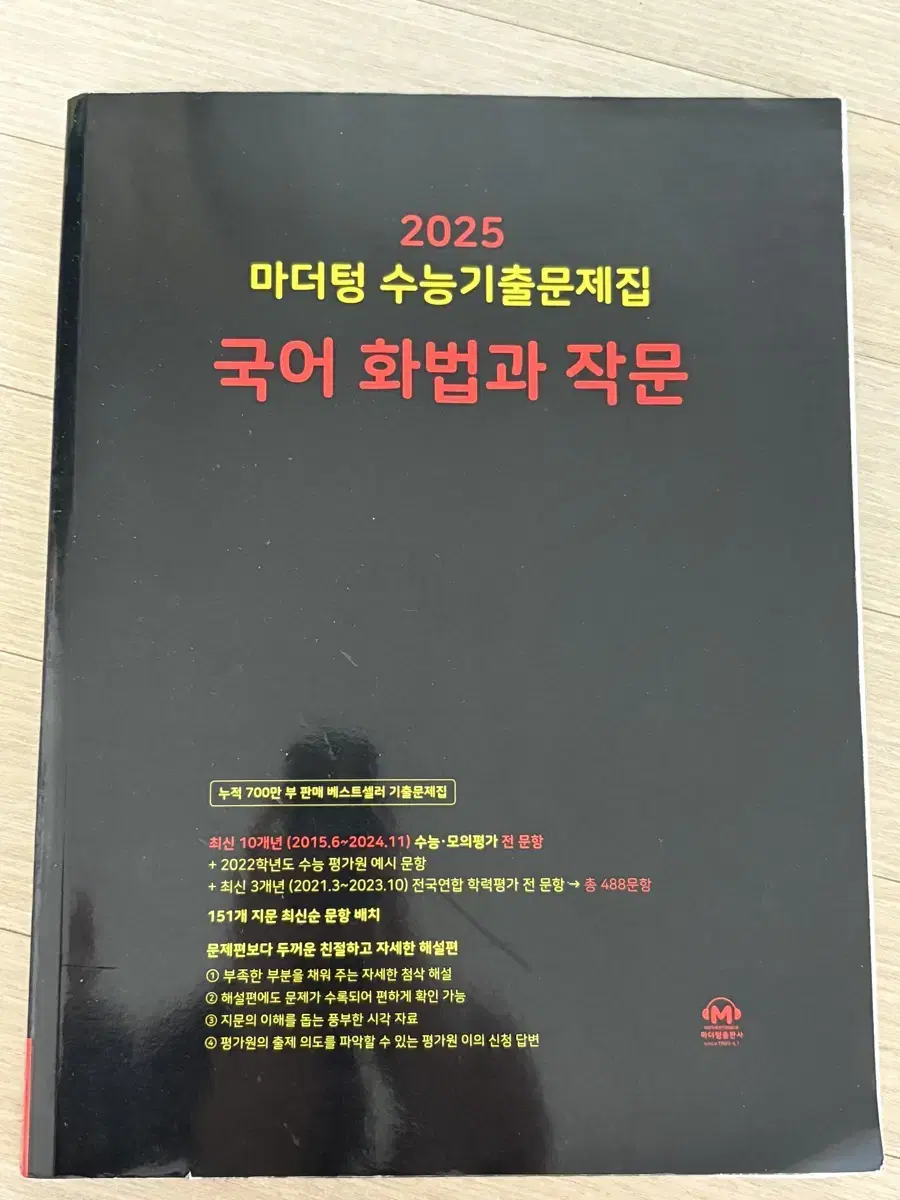 2025
마더텅 수능기출문제집
국어 화법과 작문
누적 700만 부 판매 베스트셀러 기출문제집
최신 10개년 (2015.6~2024.11) 수능·모의평가 전 문항
+ 2022학년도 수능 평가원 예시 문항
+ 최신 3개년 (2021.3~2023.10) 전국연합 학력평가 전 문항 → 총 488문항
151개 지문 최신순 문항 배치
문제편보다 두꺼운 친절하고 자세한 해설편
① 부족한 부분을 채워 주는 자세한 첨삭 해설
② 해설편에도 문제가 수록되어 편하게 확인 가능
③ 지문의 이해를 돕는 풍부한 시각 자료
④ 평가원의 출제 의도를 파악할 수 있는 평가원 이의 신청 답변
M
마더텅출판사